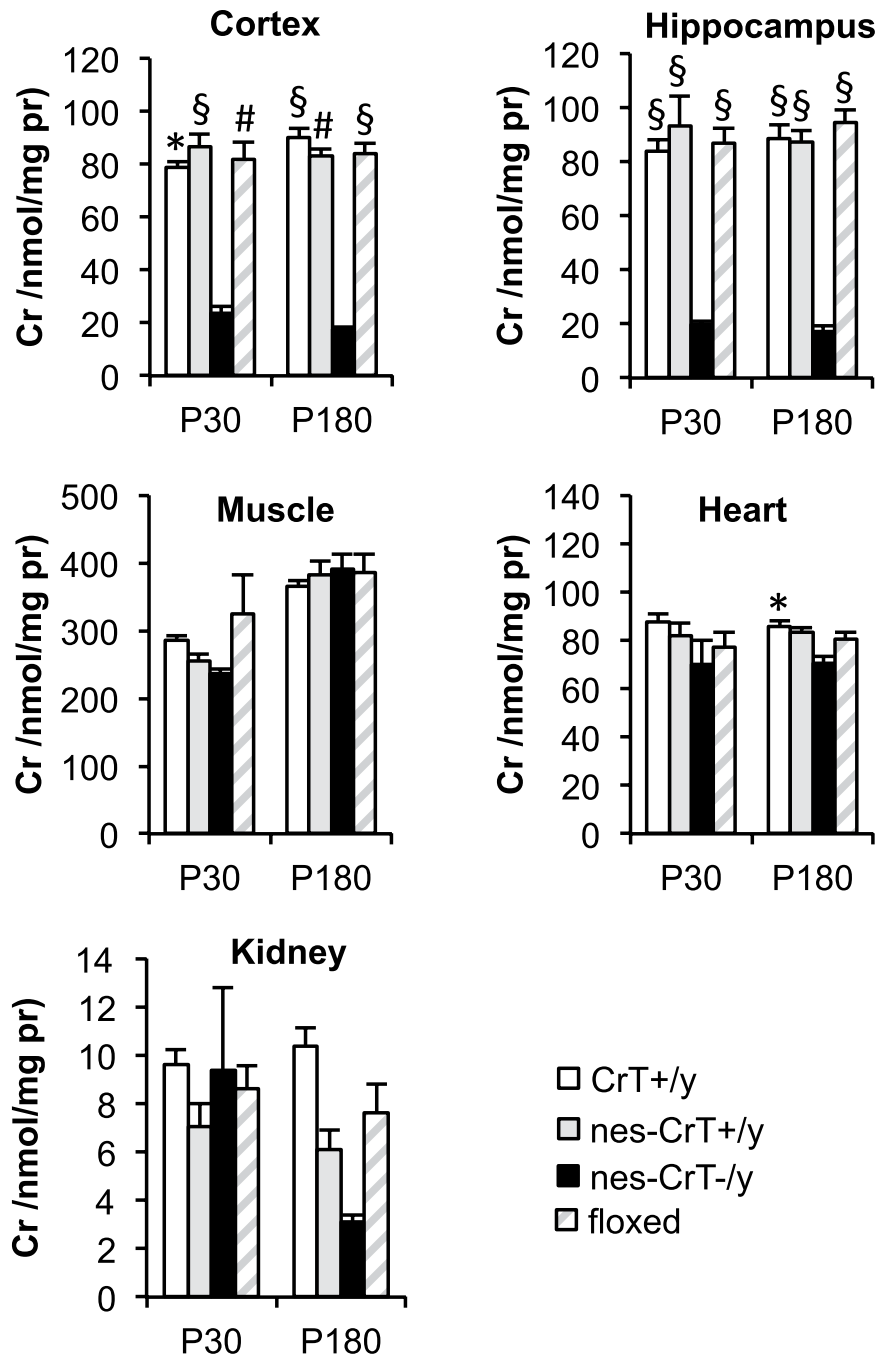 Cortex
Cr /nmol/mg pr)
120
100
80
60
40
20
0
* § # § # §
P30 P180
Hippocampus
Cr /nmol/mg pr)
120
100
80
60
40
20
0
§ § § § § §
P30 P180
Muscle
Cr /nmol/mg pr)
500
400
300
200
100
0
P30 P180
Heart
Cr /nmol/mg pr)
140
120
100
80
60
40
20
0
*
P30 P180
Kidney
Cr /nmol/mg pr)
14
12
10
8
6
4
2
0
P30 P180
CrT+/y
nes-CrT+/y
nes-CrT-/y
floxed